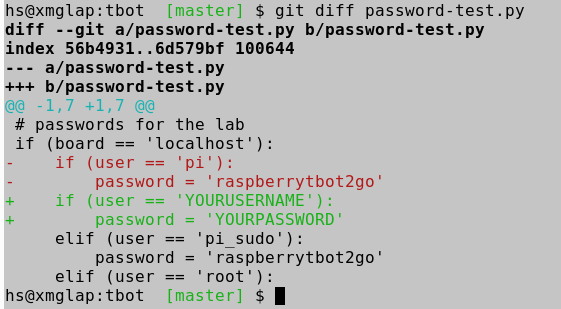 hs@xmglap:tbot  [master] $ git diff password-test.py
diff --git a/password-test.py b/password-test.py
index 56b4931..6d579bf 100644
--- a/password-test.py
+++ b/password-test.py
@@ -1,7 +1,7 @@
 # passwords for the lab
 if (board == 'localhost'):
-    if (user == 'pi'):
-        password = 'raspberrytbot2go'
+    if (user == 'YOURUSERNAME'):
+        password = 'YOURPASSWORD'
     elif (user == 'pi_sudo'):
         password = 'raspberrytbot2go'
     elif (user == 'root'):
hs@xmglap:tbot  [master] $